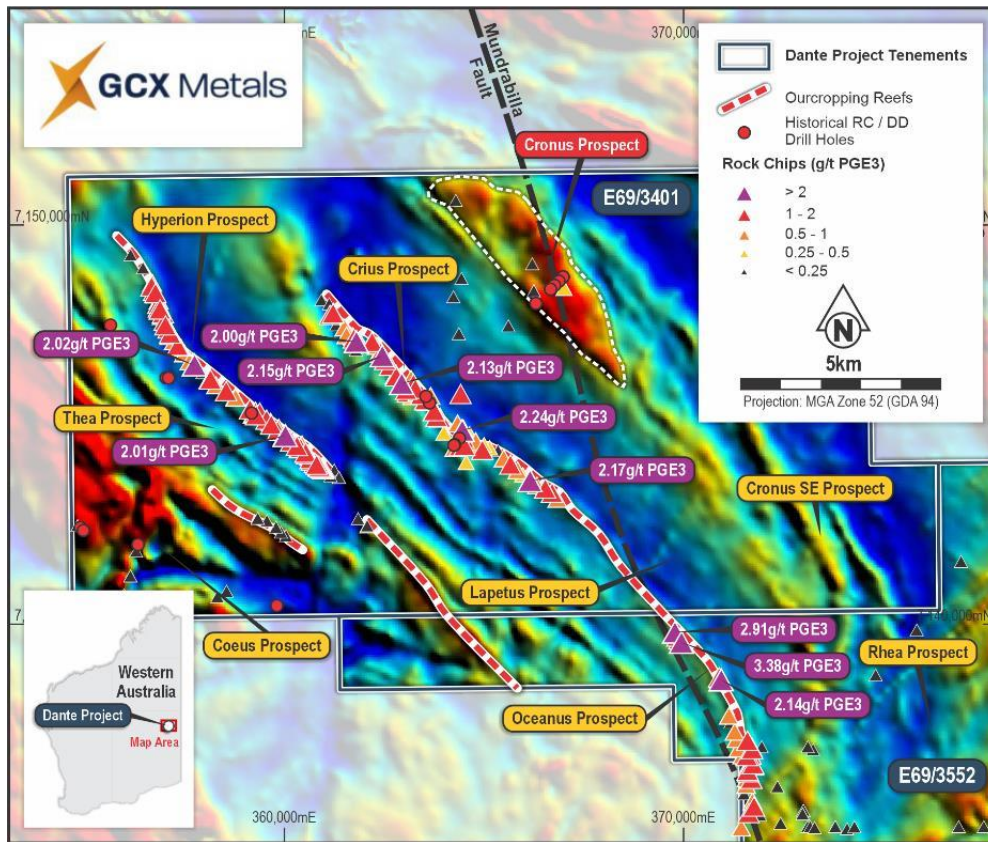 GCX Metals
Mundrabilla
Fault
370,000mE
Dante Project Tenements
Ourcropping Reefs
Historical RC / DD
Drill Holes
Rock Chips (g/t PGE3)
> 2
1 - 2
0.5 - 1
0.25 - 0.5
< 0.25
N
5km
Projection: MGA Zone 52 (GDA 94)
Cronus Prospect
E69/3401
7,150,000mN
Hyperion Prospect
Crius Prospect
2.02g/t PGE3
2.00g/t PGE3
2.15g/t PGE3
2.13g/t PGE3
Thea Prospect
2.24g/t PGE3
2.01g/t PGE3
2.17g/t PGE3
Cronus SE Prospect
Lapetus Prospect
2.91g/t PGE3
Coeus Prospect
3.38g/t PGE3
Rhea Prospect
2.14g/t PGE3
Oceanus Prospect
Western
Australia
Dante Project
Map Area
E69/3552
360,000mE
370,000mE